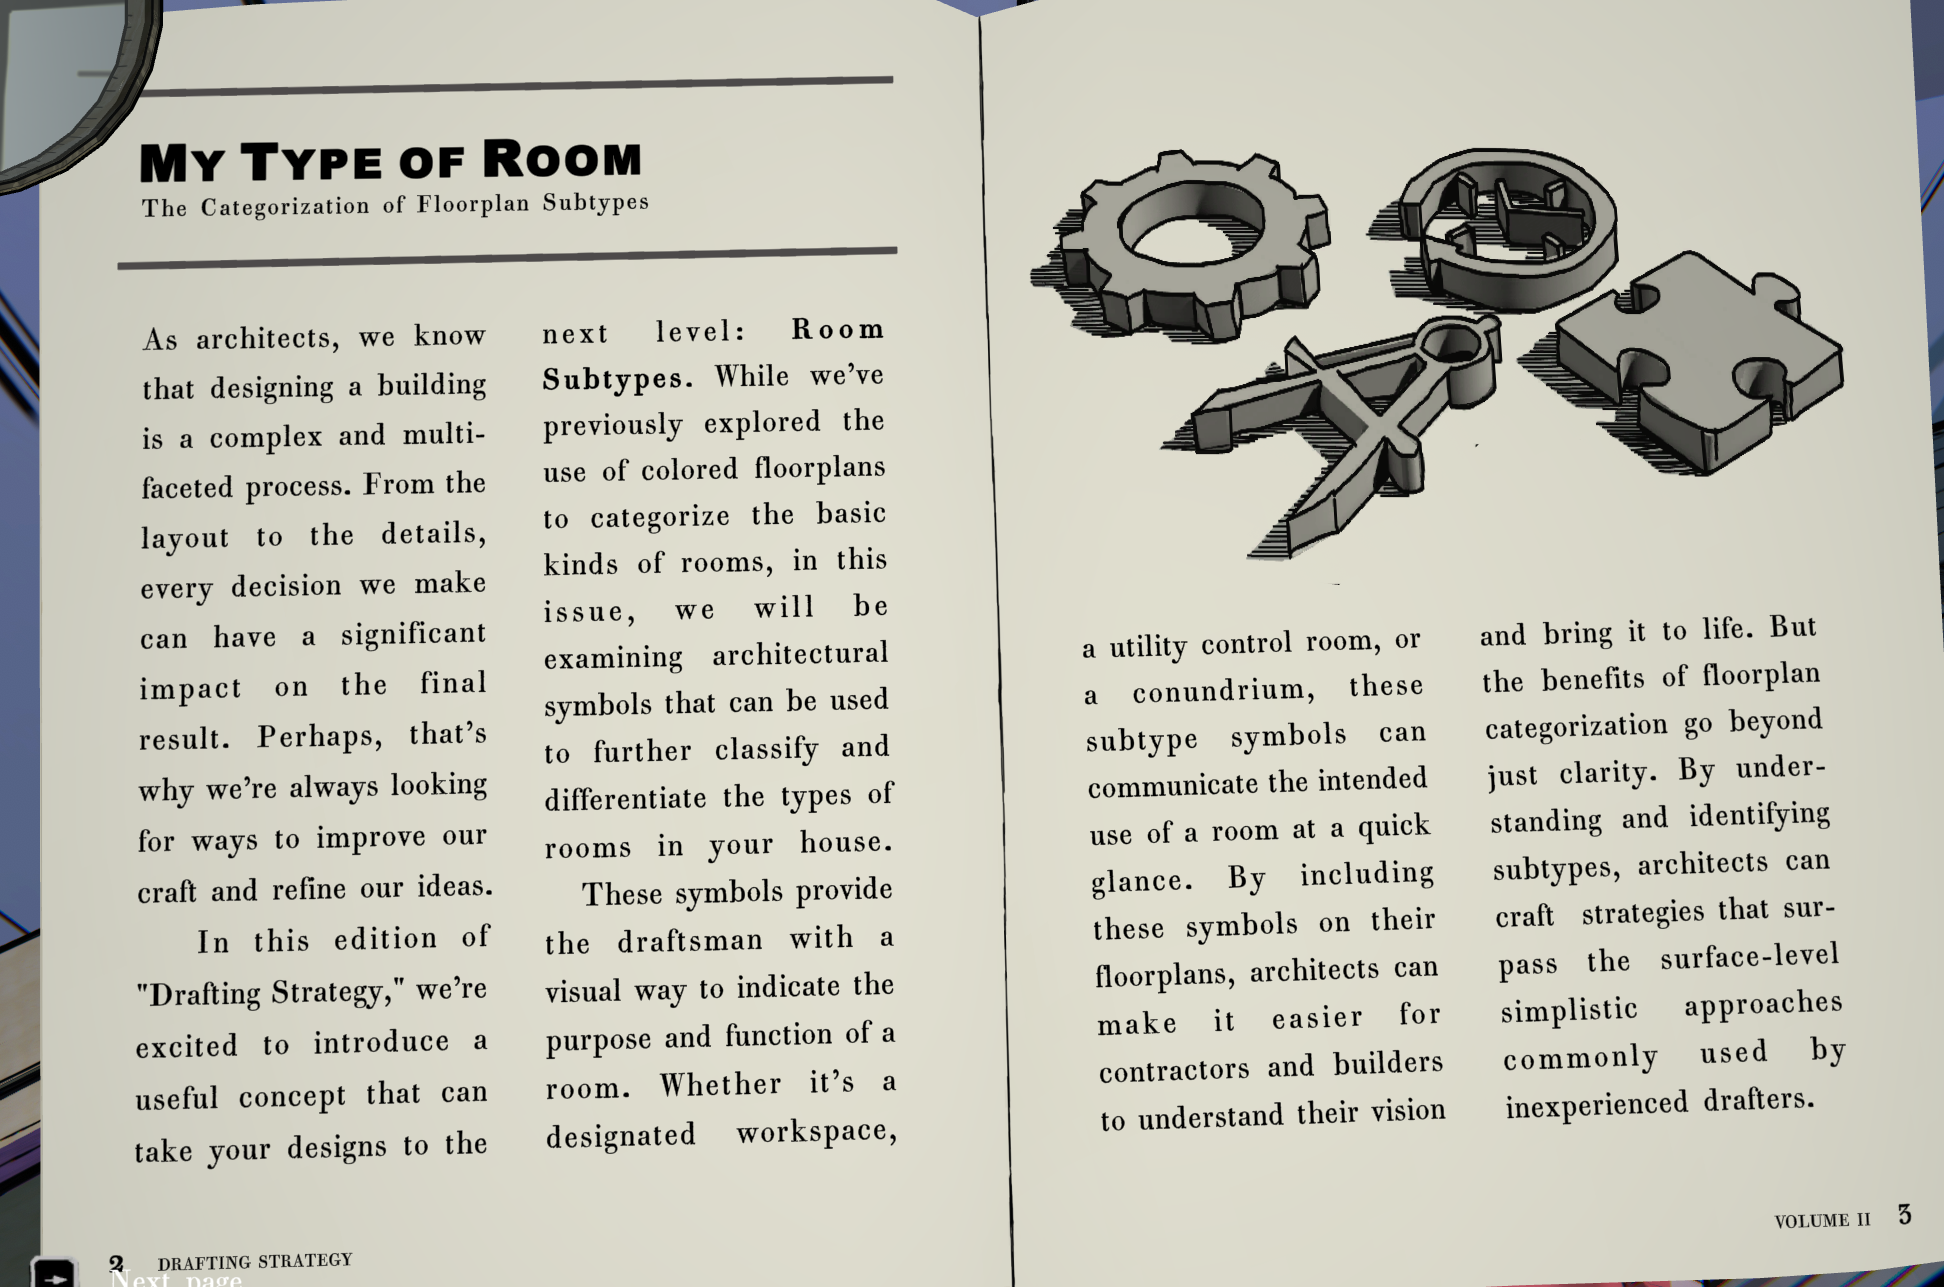 MY TYPE OF ROOM
The Categorization of Floorplan Subtypes
As architects, we know
that designing a building
is a complex and multi-
faceted process. From the
layout to the details,
every decision we make
can have a significant
impact on the final
result. Perhaps, that's
why we're always looking
for ways to improve our
craft and refine our ideas.
In this edition of
"Drafting Strategy," we're
excited to introduce a
useful concept that can
take your designs to the
next level: Room
Subtypes. While we've
previously explored the
use of colored floorplans
to categorize the basic
kinds of rooms, in this
issue, we will be
examining architectural
symbols that can be used
to further classify and
differentiate the types of
rooms in your house.
These symbols provide
the draftsman with a
visual way to indicate the
purpose and function of a
room. Whether it's a
designated workspace,
2 DRAFTING STRATEGY
Next page
a utility control room, or
a conundrium, these
subtype symbols can
communicate the intended
use of a room at a quick
glance. By including
these symbols on their
floorplans, architects can
make it easier for
contractors and builders
to understand their vision
and bring it to life. But
the benefits of floorplan
categorization go beyond
just clarity. By under-
standing and identifying
subtypes, architects can
craft strategies that sur-
pass the surface-level
simplistic approaches
commonly used by
inexperienced drafters.
VOLUME II 3